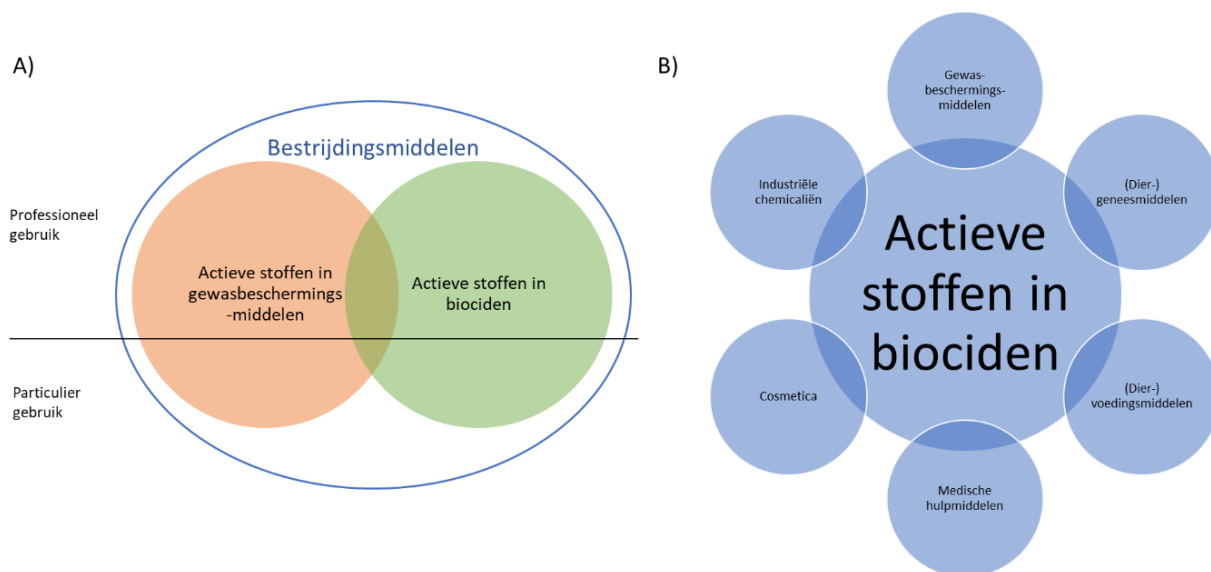 A)
Bestrijdingsmiddelen
Professioneel
gebruik
Actieve stoffen in
gewasbeschermings
-middelen
Actieve stoffen in
biociden
Particulier
gebruik
B)
Gewas-
beschermings-
middelen
Industriële
chemicaliën
(Dier-)
geneesmiddelen
Actieve
stoffen in
biociden
Cosmetica
(Dier-)
voedingsmiddelen
Medische
hulpmiddelen